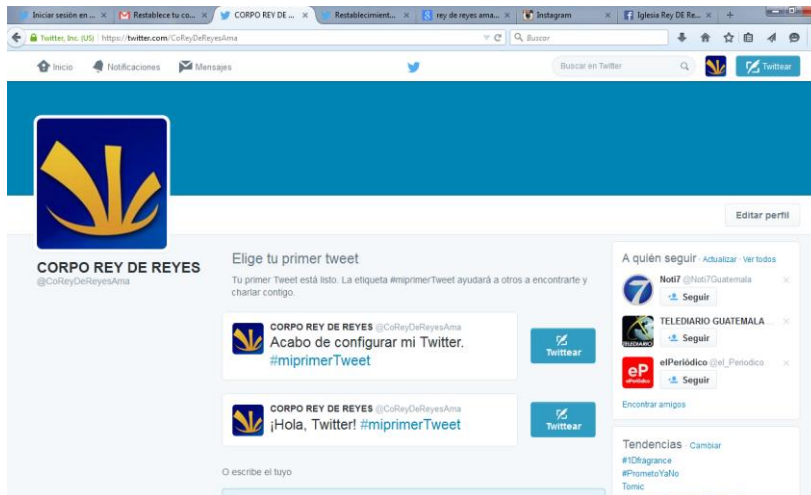 Iniciar sesión en ...
Restablece tu co...
CORPO REY DE ...
Restablecimient...
rey de reyes ama...
Instagram
Iglesia Rey DE Re...
Twitter, Inc. (US)
https://twitter.com/CoReyDeReyesAma
Buscar
Inicio
Notificaciones
Mensajes
Buscar en Twitter
Twittear
Editar perfil
CORPO REY DE REYES
@CoReyDeReyesAma
Elige tu primer tweet
Tu primer Tweet está listo. La etiqueta #miprimerTweet ayudará a otros a encontrarte y
charlar contigo.
CORPO REY DE REYES @CoReyDeReyesAma
Acabo de configurar mi Twitter.
#miprimerTweet
Twittear
CORPO REY DE REYES @CoReyDeReyesAma
¡Hola, Twitter! #miprimerTweet
Twittear
O escribe el tuyo
A quién seguir · Actualizar · Ver todos
Noti7 @Noti7Guatemala
Seguir
TELEDIARIO GUATEMALA ...
Seguir
elPeriódico @el_Periodico
Seguir
Encontrar amigos
Tendencias · Cambiar
#1Dfragrance
#PrometoYaNo
Tomic